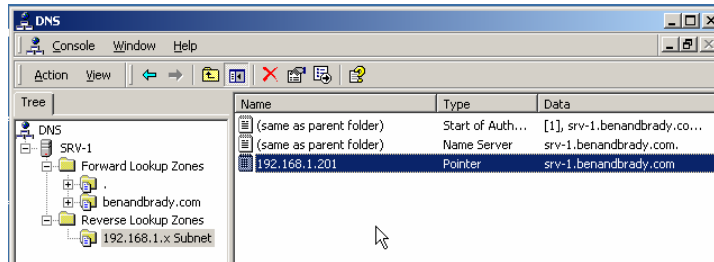 DNS
Console Window Help
Action View
Tree
Name Type Data
DNS
SRV-1
Forward Lookup Zones
.
benandbrady.com
Reverse Lookup Zones
192.168.1.x Subnet
(same as parent folder) Start of Auth... [1], srv-1.benandbrady.co...
(same as parent folder) Name Server srv-1.benandbrady.com.
192.168.1.201 Pointer srv-1.benandbrady.com